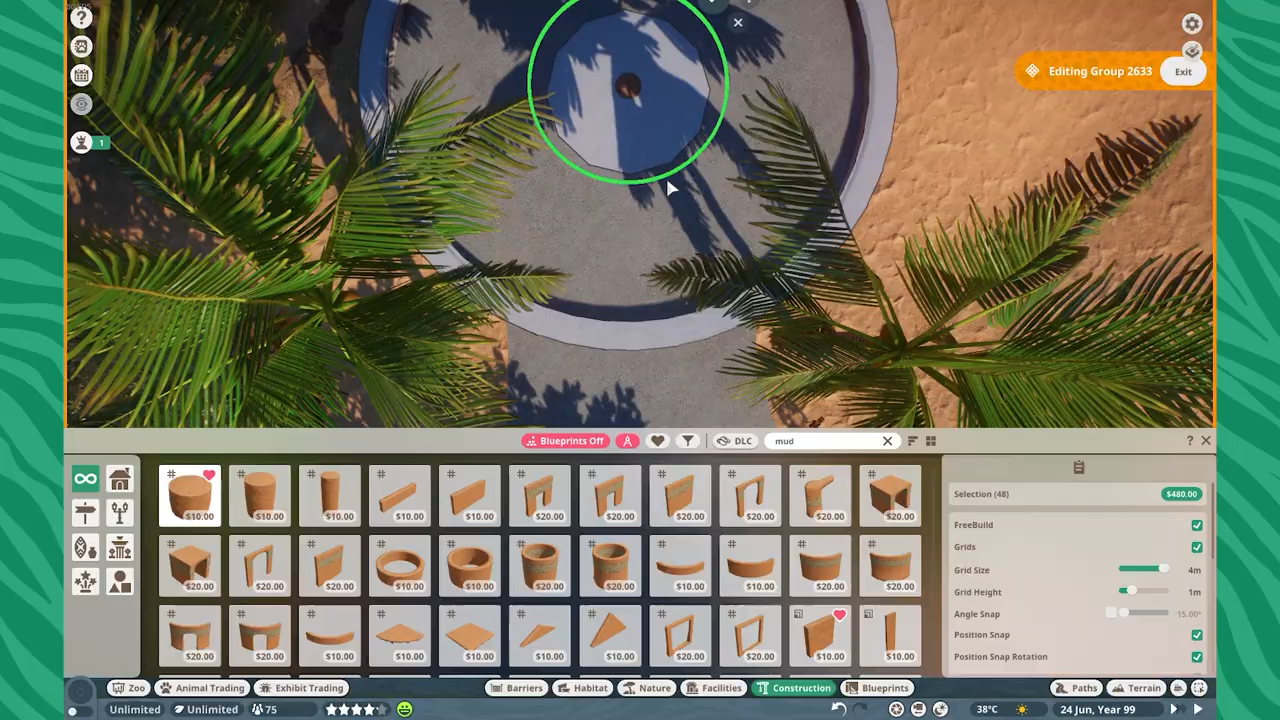 ?
Editing Group 2633
Exit
1
Blueprints Off
DLC
mud
?
$10.00 $10.00 $10.00 $10.00 $10.00 $20.00 $20.00 $20.00 $20.00 $20.00 $20.00
$20.00 $20.00 $20.00 $10.00 $10.00 $20.00 $20.00 $10.00 $10.00 $20.00 $20.00
$20.00 $20.00 $10.00 $10.00 $10.00 $10.00 $10.00 $20.00 $20.00 $10.00 $10.00
Selection (48) $480.00
FreeBuild
Grids
Grid Size 4m
Grid Height 1m
Angle Snap 15.00°
Position Snap
Position Snap Rotation
Zoo Animal Trading Exhibit Trading Barriers Habitat Nature Facilities Construction Blueprints Paths Terrain
Unlimited Unlimited 75 38°C 24 Jun, Year 99